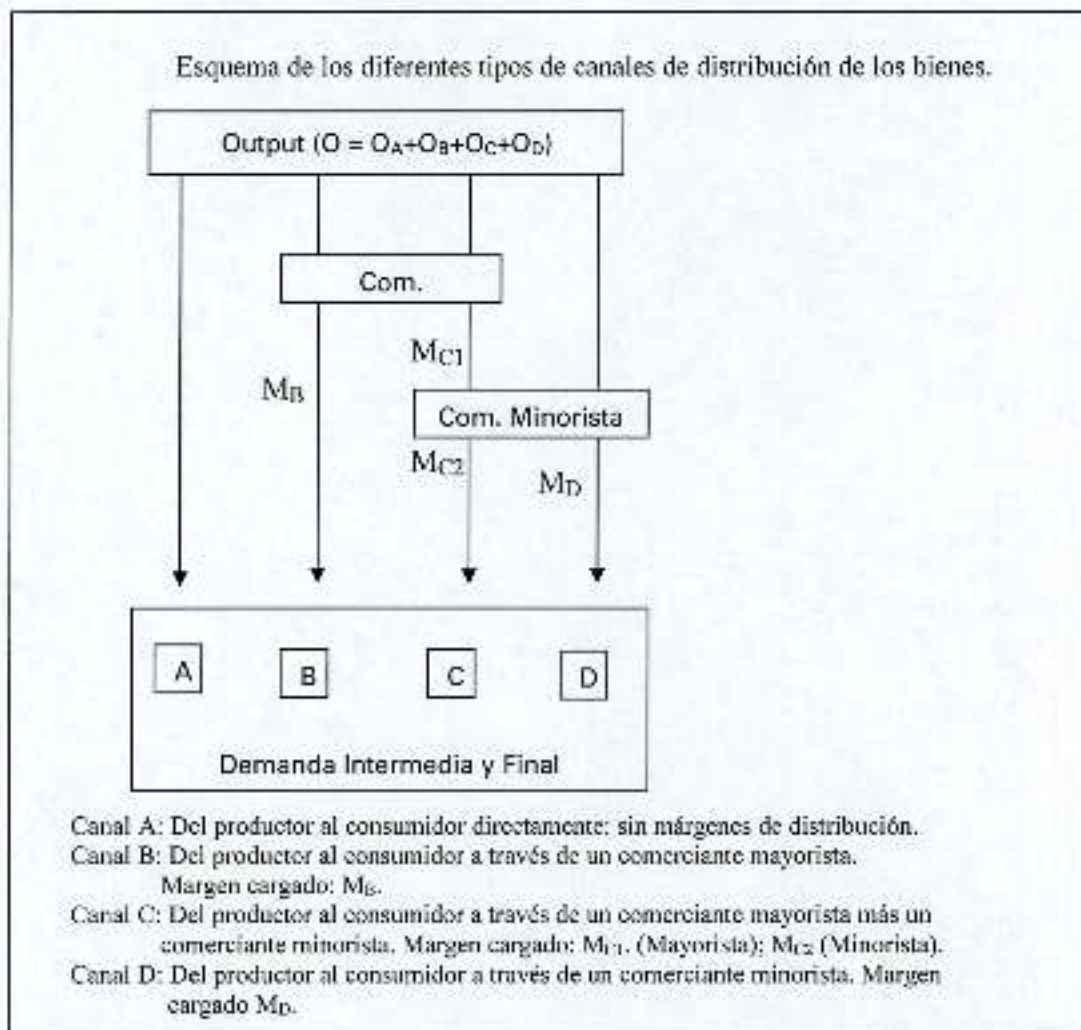 Esquema de los diferentes tipos de canales de distribución de los bienes.
Output (O = OA+OB+OC+OD)
Com.
MC1
MB
Com. Minorista
MC2
MD
A
B
C
D
Demanda Intermedia y Final
Canal A: Del productor al consumidor directamente: sin márgenes de distribución.
Canal B: Del productor al consumidor a través de un comerciante mayorista.
Margen cargado: MB.
Canal C: Del productor al consumidor a través de un comerciante mayorista más un
comerciante minorista. Margen cargado: MC1. (Mayorista); MC2 (Minorista).
Canal D: Del productor al consumidor a través de un comerciante minorista. Margen
cargado MD.